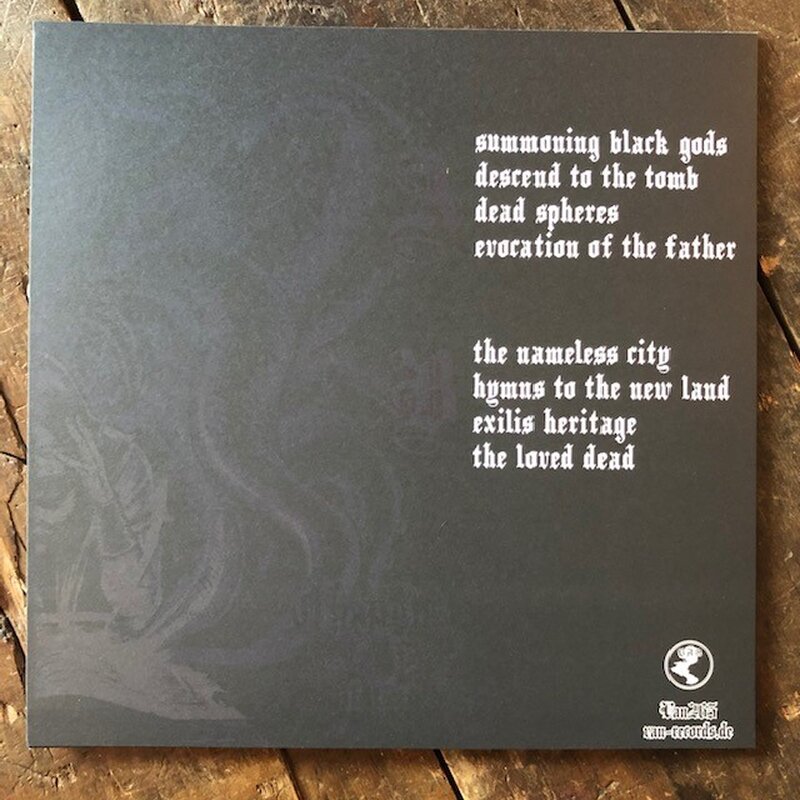 summoning black gods
descend to the tomb
dead spheres
evocation of the father
the nameless city
hymns to the new land
exilis heritage
the loved dead
van-records.de